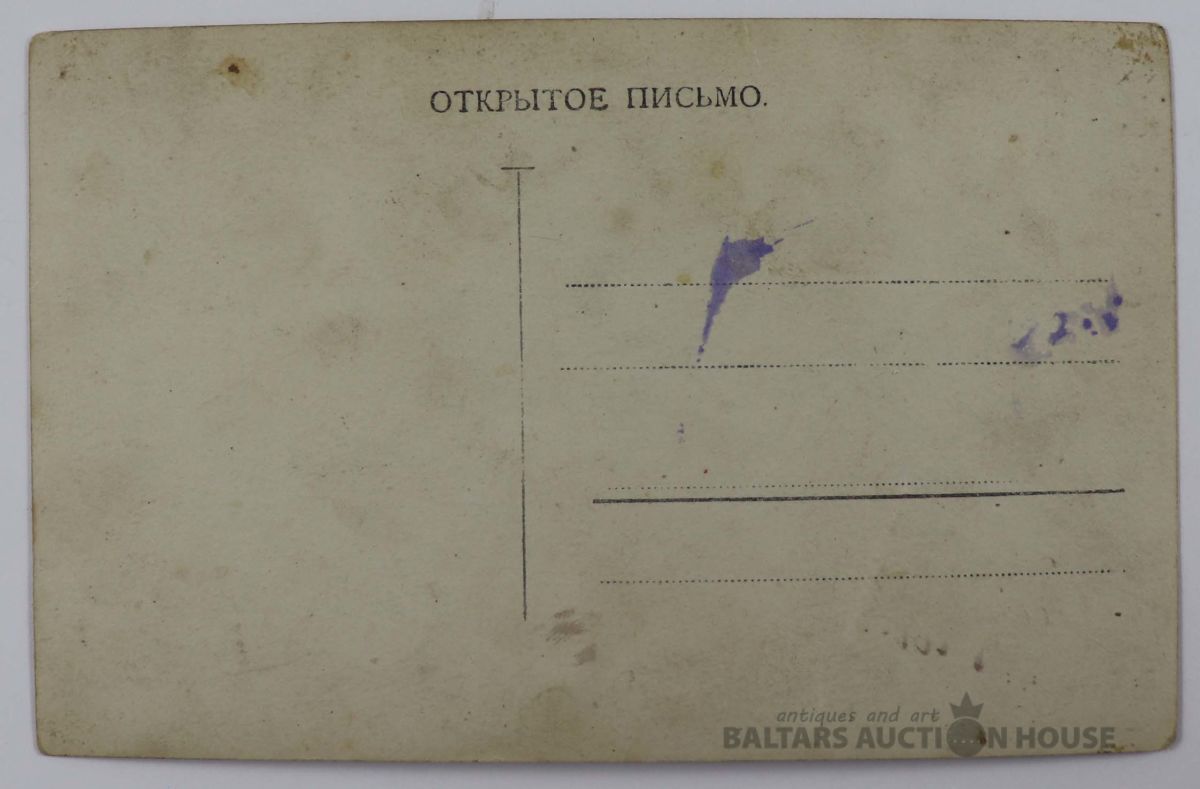 ОТКРЫТОЕ ПИСЬМО.
antiques and art
BALTARS AUCTION HOUSE